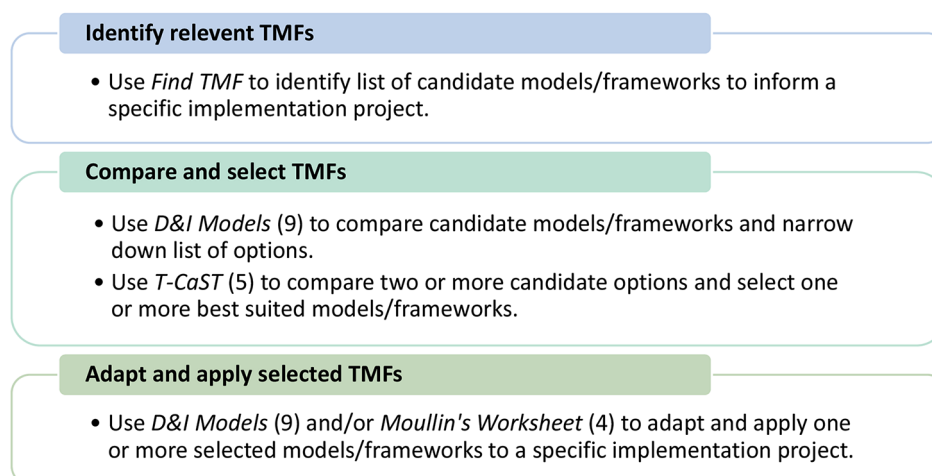 Identify relevent TMFs
• Use Find TMF to identify list of candidate models/frameworks to inform a
specific implementation project.
Compare and select TMFs
• Use D&I Models (9) to compare candidate models/frameworks and narrow
down list of options.
• Use T-CaST (5) to compare two or more candidate options and select one
or more best suited models/frameworks.
Adapt and apply selected TMFs
• Use D&I Models (9) and/or Moullin's Worksheet (4) to adapt and apply one
or more selected models/frameworks to a specific implementation project.